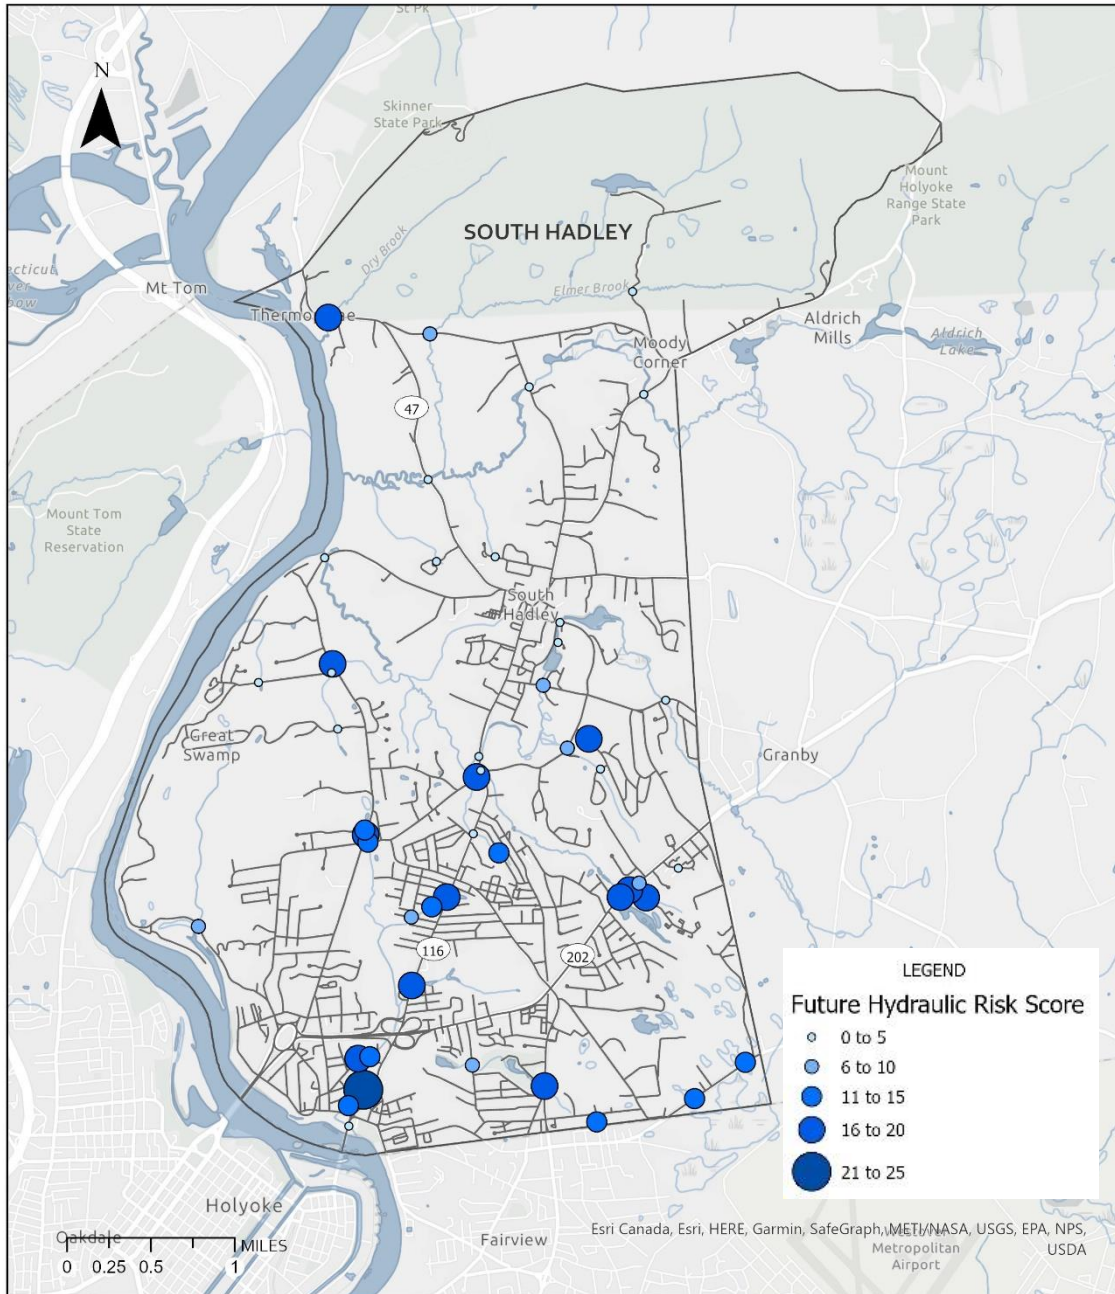 St Pk
N
Skinner
State Park
Mount
Holyoke
Range State
Park
SOUTH HADLEY
Dry Brook
Mt Tom
Elmer Brook
Aldrich
Mills
Aldrich
Lake
Moody
Corner
47
Mount Tom
State
Reservation
South
Hadley
Great
Swamp
Granby
116
202
LEGEND
Future Hydraulic Risk Score
0 to 5
6 to 10
11 to 15
16 to 20
21 to 25
Holyoke
Oakdale
Fairview
MILES
0 0.25 0.5 1
Esri Canada, Esri, HERE, Garmin, SafeGraph, METI/NASA, USGS, EPA, NPS,
USDA
Metropolitan
Airport